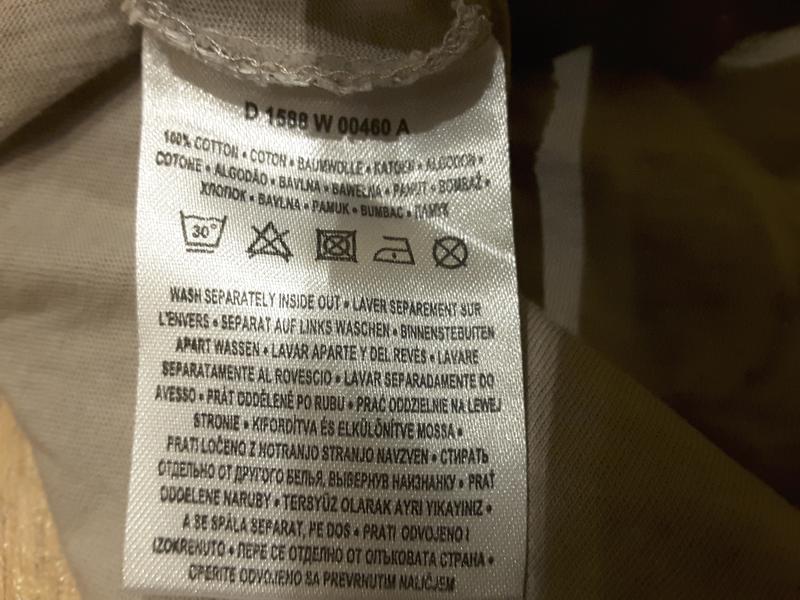 D 1588 W 00460 A
100% COTTON • COTON • BAUMWOLLE • KATOEN • ALGODON •
COTONE • ALGODÃO • BAVLNA • BAWEŁNA • PAMUT • BOMBAŽ •
ХЛОПОК • BAVLNA • PAMUK • BUMBAC • ПАМУК
30°
WASH SEPARATELY INSIDE OUT • LAVER SEPAREMENT SUR
L'ENVERS • SEPARAT AUF LINKS WASCHEN • BINNENSTEBUITEN
APART WASSEN • LAVAR APARTE Y DEL REVES • LAVARE
SEPARATAMENTE AL ROVESCIO • LAVAR SEPARADAMENTE DO
AVESSO • PRÁT ODDĚLENĚ PO RUBU • PRAĆ ODDZIELNIE NA LEWEJ
STRONIE • KIFORDÍTVA ÉS ELKÜLÖNÍTVE MOSSA •
PRATI LOČENO Z NOTRANJO STRANJO NAVZVEN • СТИРАТЬ
ОТДЕЛЬНО ОТ ДРУГОГО БЕЛЬЯ, ВЫВЕРНУВ НАИЗНАНКУ • PRAŤ
ODDELENE NARUBY • TERSYÜZ OLARAK AYRI YIKAYINIZ •
A SE SPALA SEPARAT, PE DOS • PRATI ODVOJENO I
IZOKRENUTO • ПЕРЕ СЕ ОТДЕЛНО ОТ ОПЬКОВАТА СТРАНА •
OPERITE ODVOJENO SA PREVRNUTIM NALIČJEM